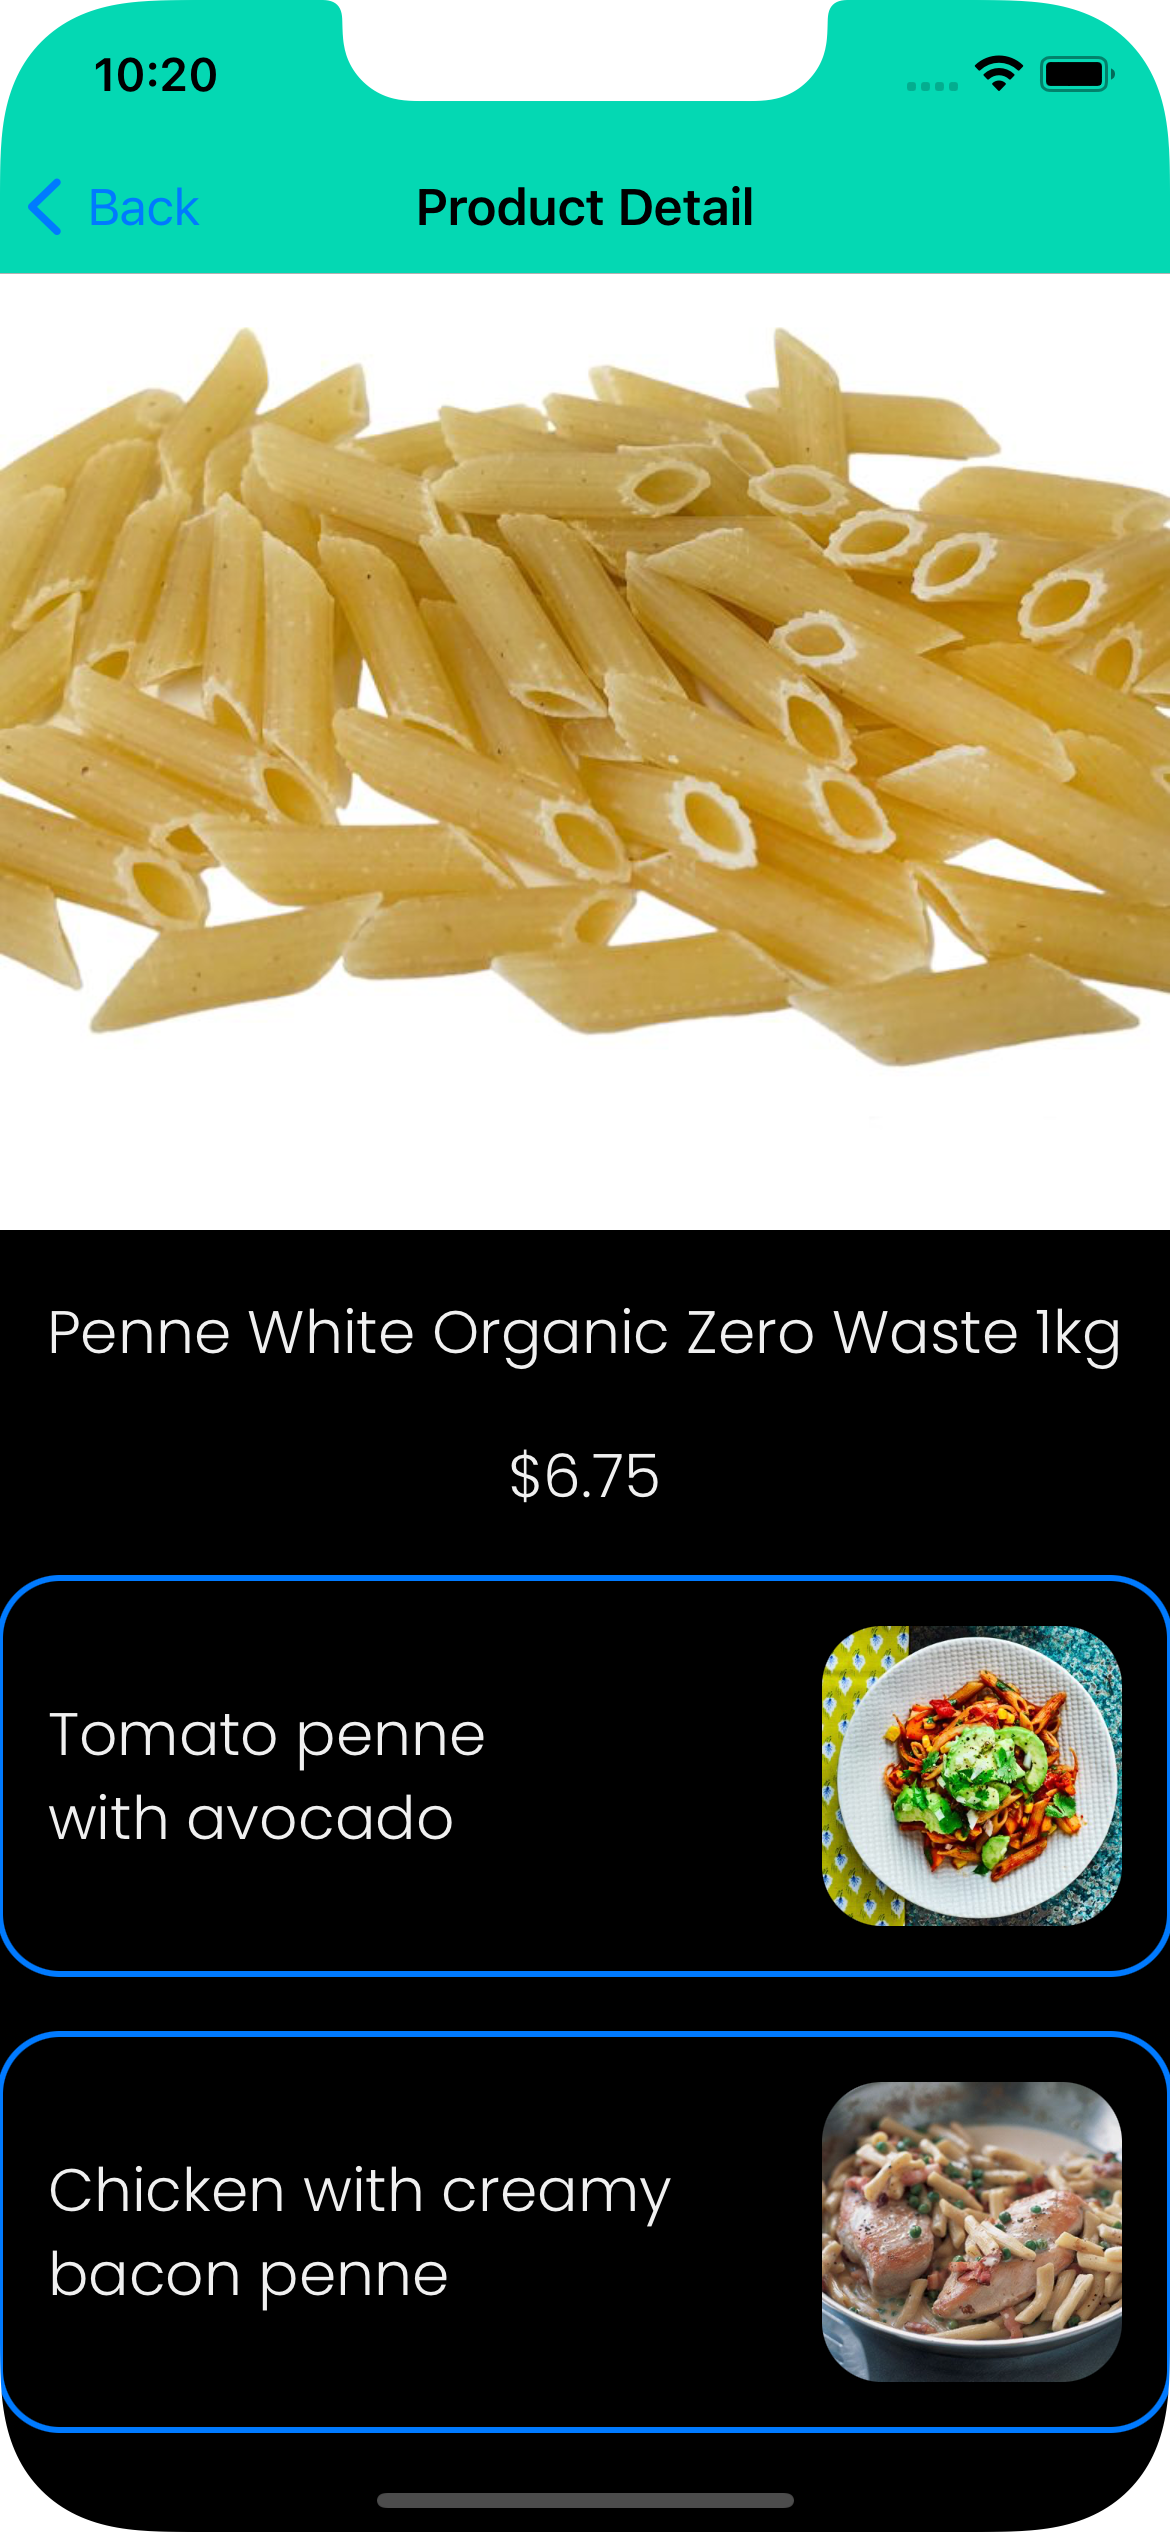 10:20
Back
Product Detail
Penne White Organic Zero Waste 1kg
$6.75
Tomato penne
with avocado
Chicken with creamy
bacon penne